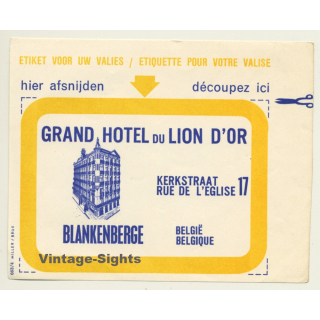 ETIKET VOOR UW VALIES / ETIQUETTE POUR VOTRE VALISE
hier afsnijden découpez ici
GRAND HOTEL DU LION D'OR
KERKSTRAAT
RUE DE L'ÉGLISE 17
BLANKENBERGE
BELGIË
BELGIQUE
Vintage-Sights